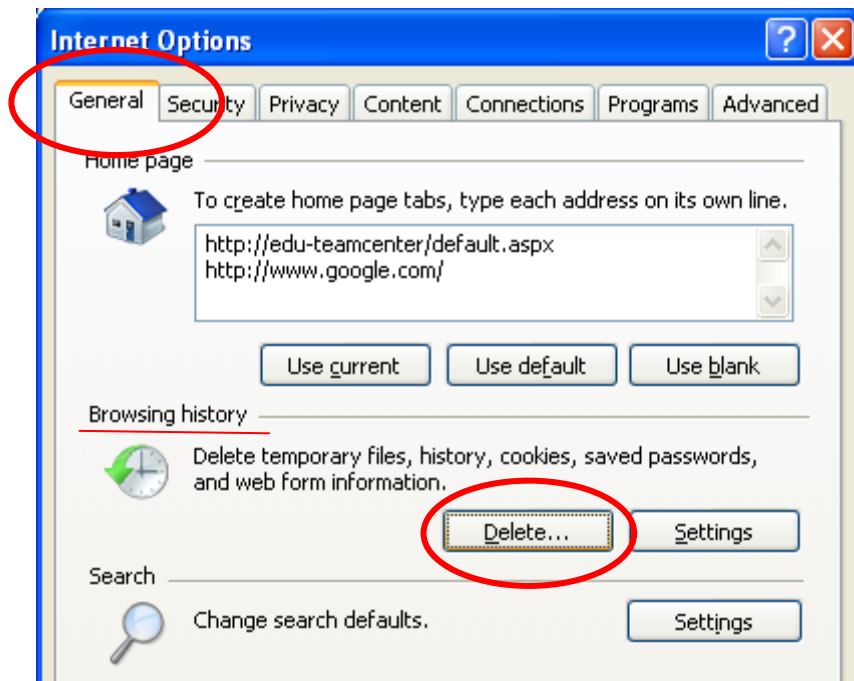 Internet Options
General Security Privacy Content Connections Programs Advanced
Home page
To create home page tabs, type each address on its own line.
http://edu-teamcenter/default.aspx
http://www.google.com/
Use current Use default Use blank
Browsing history
Delete temporary files, history, cookies, saved passwords,
and web form information.
Delete... Settings
Search
Change search defaults.
Settings